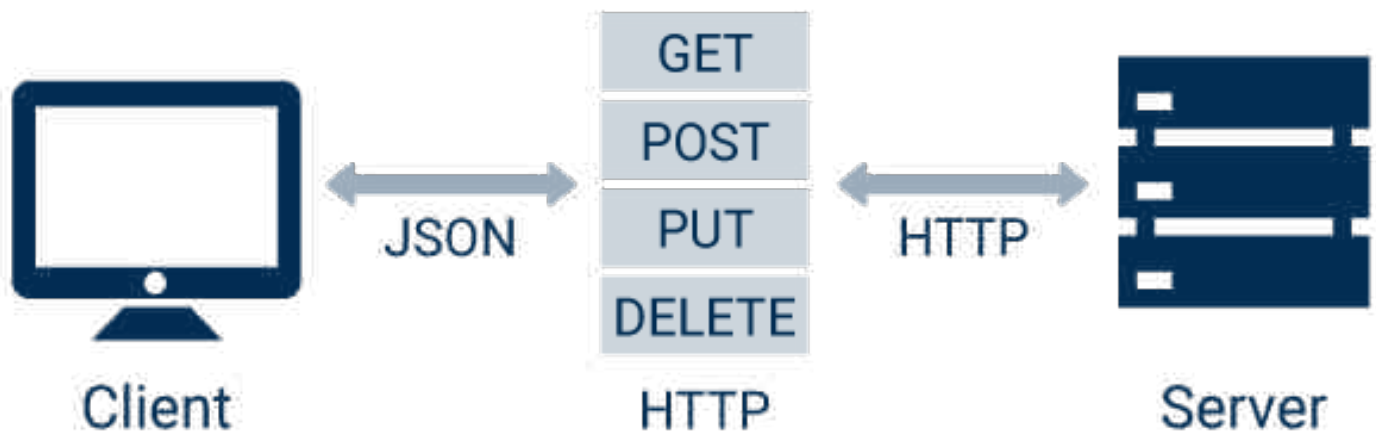 GET
POST
PUT
DELETE
JSON
HTTP
Client
HTTP
Server